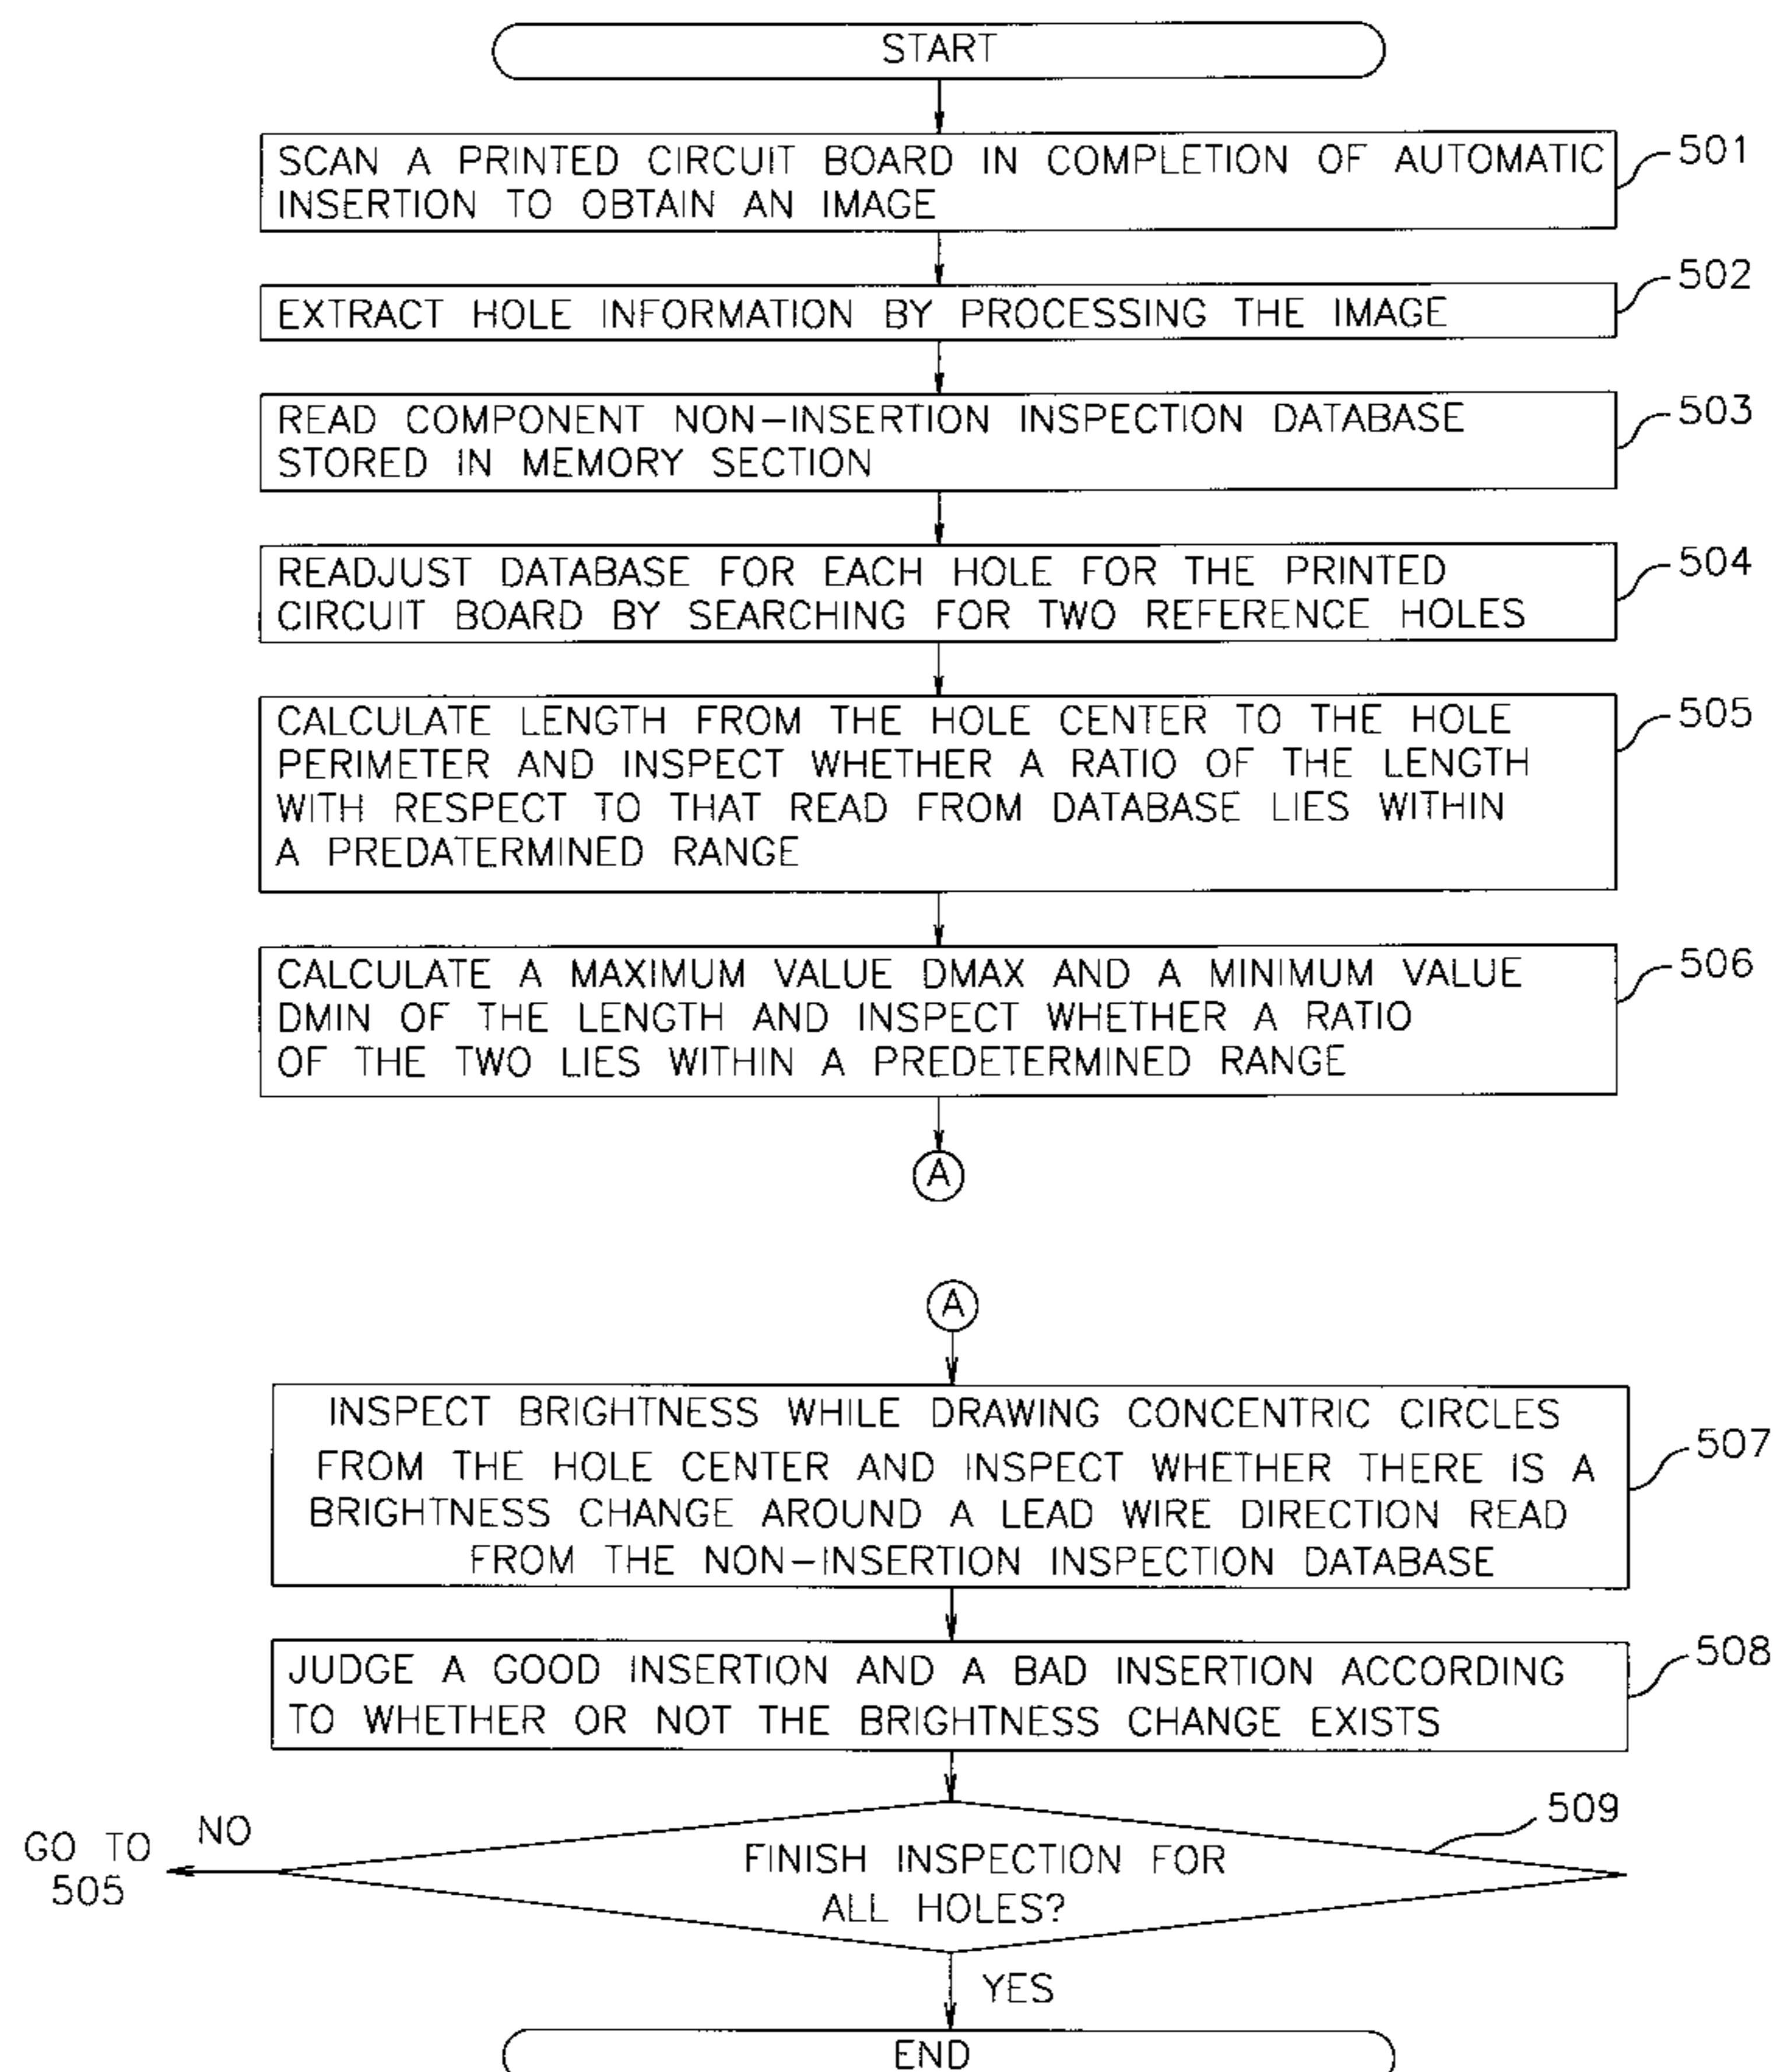 START
SCAN A PRINTED CIRCUIT BOARD IN COMPLETION OF AUTOMATIC
INSERTION TO OBTAIN AN IMAGE
501
EXTRACT HOLE INFORMATION BY PROCESSING THE IMAGE
502
READ COMPONENT NON-INSERTION INSPECTION DATABASE
STORED IN MEMORY SECTION
503
READJUST DATABASE FOR EACH HOLE FOR THE PRINTED
CIRCUIT BOARD BY SEARCHING FOR TWO REFERENCE HOLES
504
CALCULATE LENGTH FROM THE HOLE CENTER TO THE HOLE
PERIMETER AND INSPECT WHETHER A RATIO OF THE LENGTH
WITH RESPECT TO THAT READ FROM DATABASE LIES WITHIN
A PREDATERMINED RANGE
505
CALCULATE A MAXIMUM VALUE DMAX AND A MINIMUM VALUE
DMIN OF THE LENGTH AND INSPECT WHETHER A RATIO
OF THE TWO LIES WITHIN A PREDETERMINED RANGE
506
A
A
INSPECT BRIGHTNESS WHILE DRAWING CONCENTRIC CIRCLES
FROM THE HOLE CENTER AND INSPECT WHETHER THERE IS A
BRIGHTNESS CHANGE AROUND A LEAD WIRE DIRECTION READ
FROM THE NON-INSERTION INSPECTION DATABASE
507
JUDGE A GOOD INSERTION AND A BAD INSERTION ACCORDING
TO WHETHER OR NOT THE BRIGHTNESS CHANGE EXISTS
508
FINISH INSPECTION FOR
ALL HOLES?
509
NO
GO TO
505
YES
END